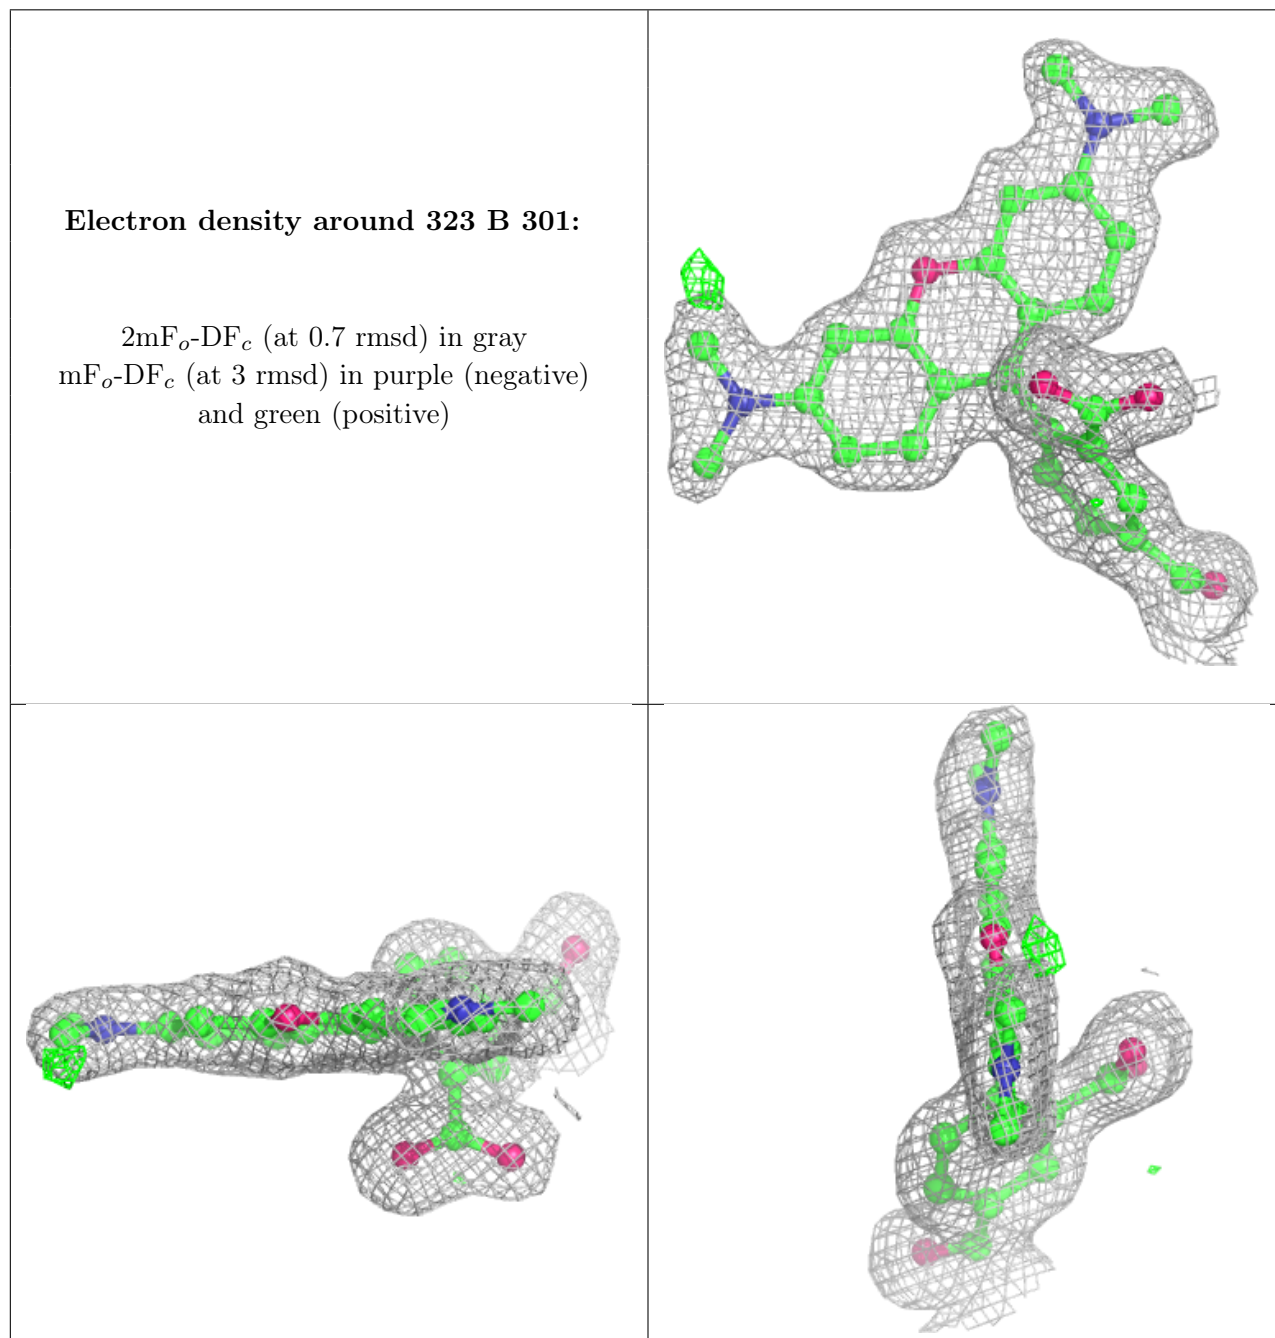 Electron density around 323 B 301:
2mFo-DFc (at 0.7 rmsd) in gray
mFo-DFc (at 3 rmsd) in purple (negative)
and green (positive)